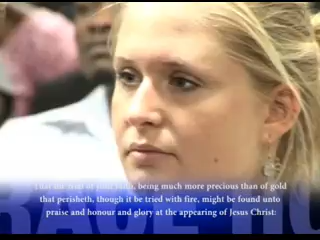 That the trial of your faith, being much more precious than of gold
that perisheth, though it be tried with fire, might be found unto
praise and honour and glory at the appearing of Jesus Christ: